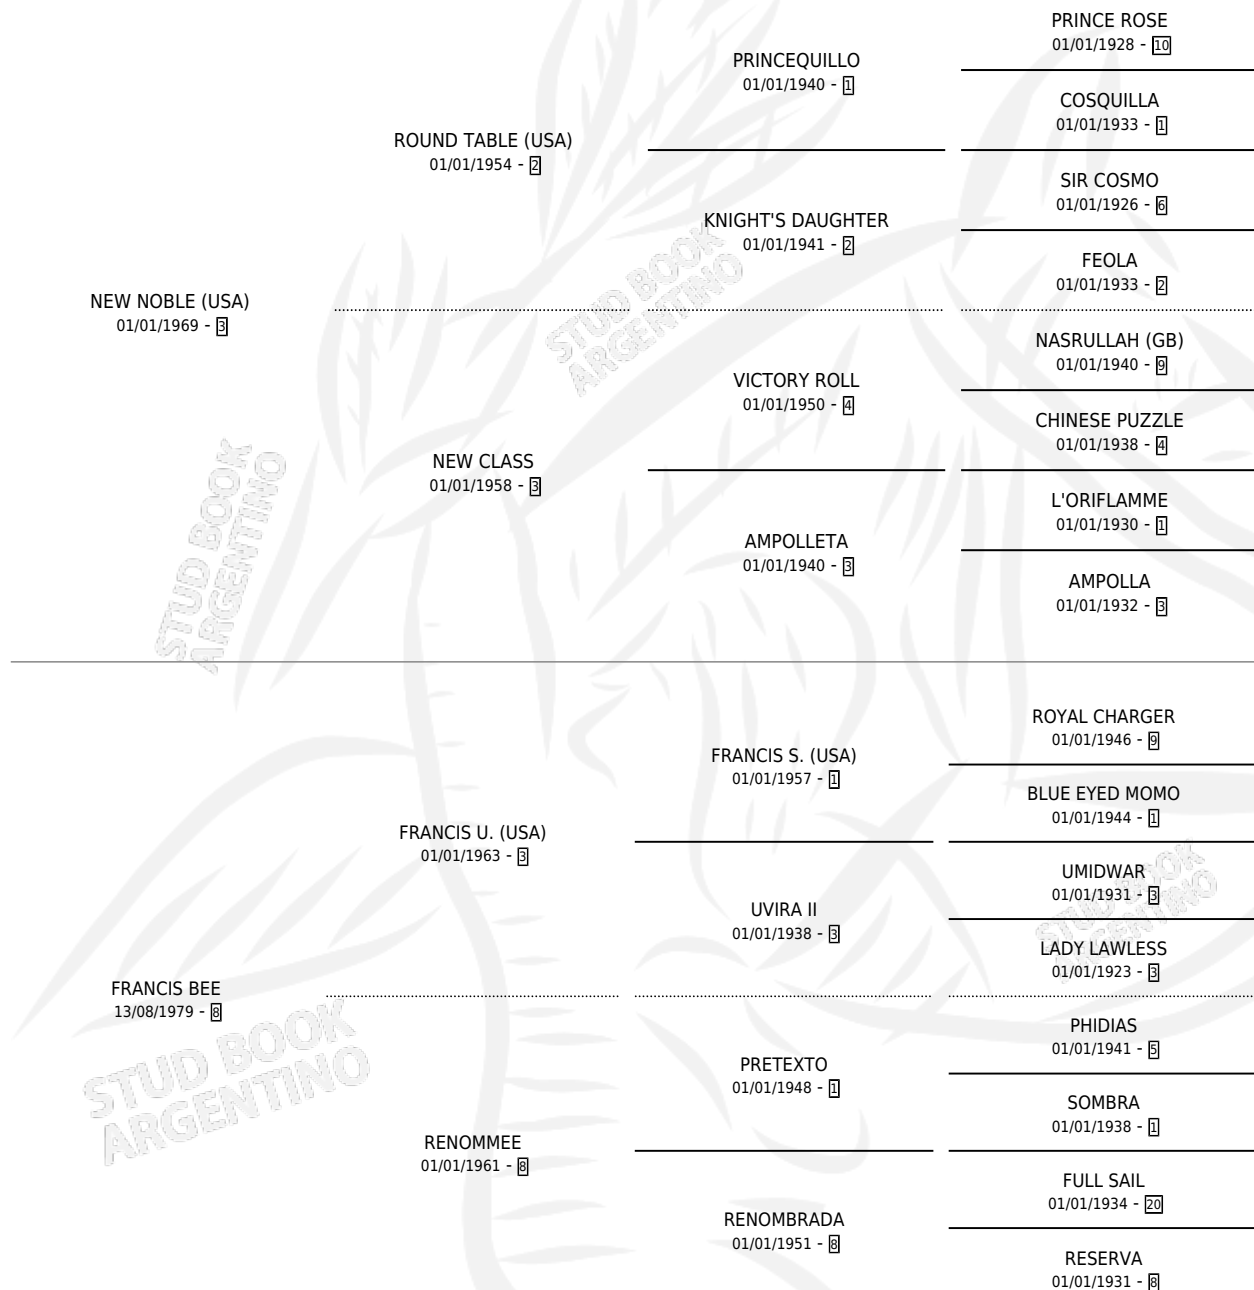 PRINCE ROSE
01/01/1928 - 10
PRINCEQUILLO
01/01/1940 - 1
COSQUILLA
01/01/1933 - 1
ROUND TABLE (USA)
01/01/1954 - 2
SIR COSMO
01/01/1926 - 6
KNIGHT'S DAUGHTER
01/01/1941 - 2
FEOLA
01/01/1933 - 2
NEW NOBLE (USA)
01/01/1969 - 3
NASRULLAH (GB)
01/01/1940 - 9
VICTORY ROLL
01/01/1950 - 4
CHINESE PUZZLE
01/01/1938 - 4
NEW CLASS
01/01/1958 - 3
L'ORIFLAMME
01/01/1930 - 1
AMPOLLETA
01/01/1940 - 3
AMPOLLA
01/01/1932 - 3
STUD BOOK
ARGENTINO
STUD BOOK
ARGENTINO
ROYAL CHARGER
01/01/1946 - 9
FRANCIS S. (USA)
01/01/1957 - 1
BLUE EYED MOMO
01/01/1944 - 1
FRANCIS U. (USA)
01/01/1963 - 3
UMIDWAR
01/01/1931 - 3
UVIRA II
01/01/1938 - 3
LADY LAWLESS
01/01/1923 - 3
FRANCIS BEE
13/08/1979 - 8
PHIDIAS
01/01/1941 - 5
PRETEXTO
01/01/1948 - 1
SOMBRA
01/01/1938 - 1
RENOMMEE
01/01/1961 - 8
FULL SAIL
01/01/1934 - 20
RENOMBRADA
01/01/1951 - 8
RESERVA
01/01/1931 - 8
STUD BOOK
ARGENTINO
STUD BOOK
ARGENTINO